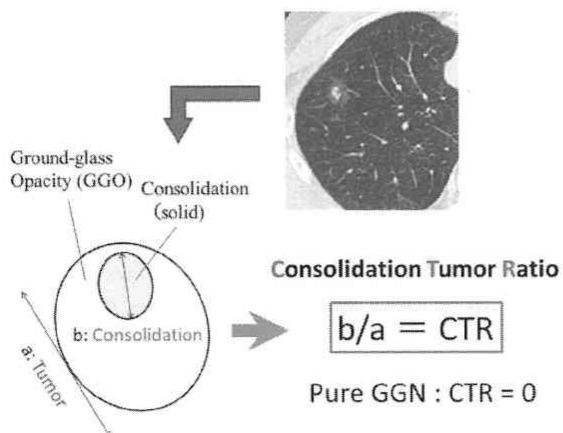 Ground-glass
Opacity (GGO)
Consolidation
(solid)
b: Consolidation
a: Tumor
Consolidation Tumor Ratio
b/a = CTR
Pure GGN : CTR = 0